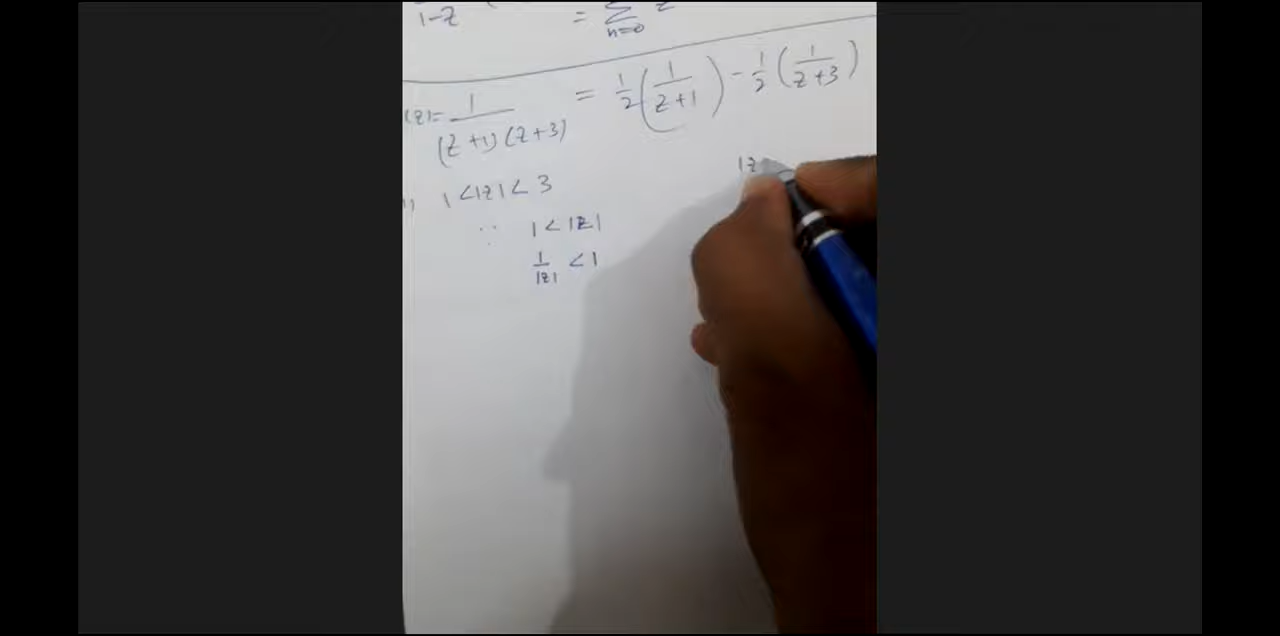 1-z = ∑ z
n=0
(z) = 1/((z+1)(z+3)) = 1/2 (1/(z+1)) - 1/2 (1/(z+3))
1 < |z| < 3
∵ 1 < |z| |z
1/|z| < 1